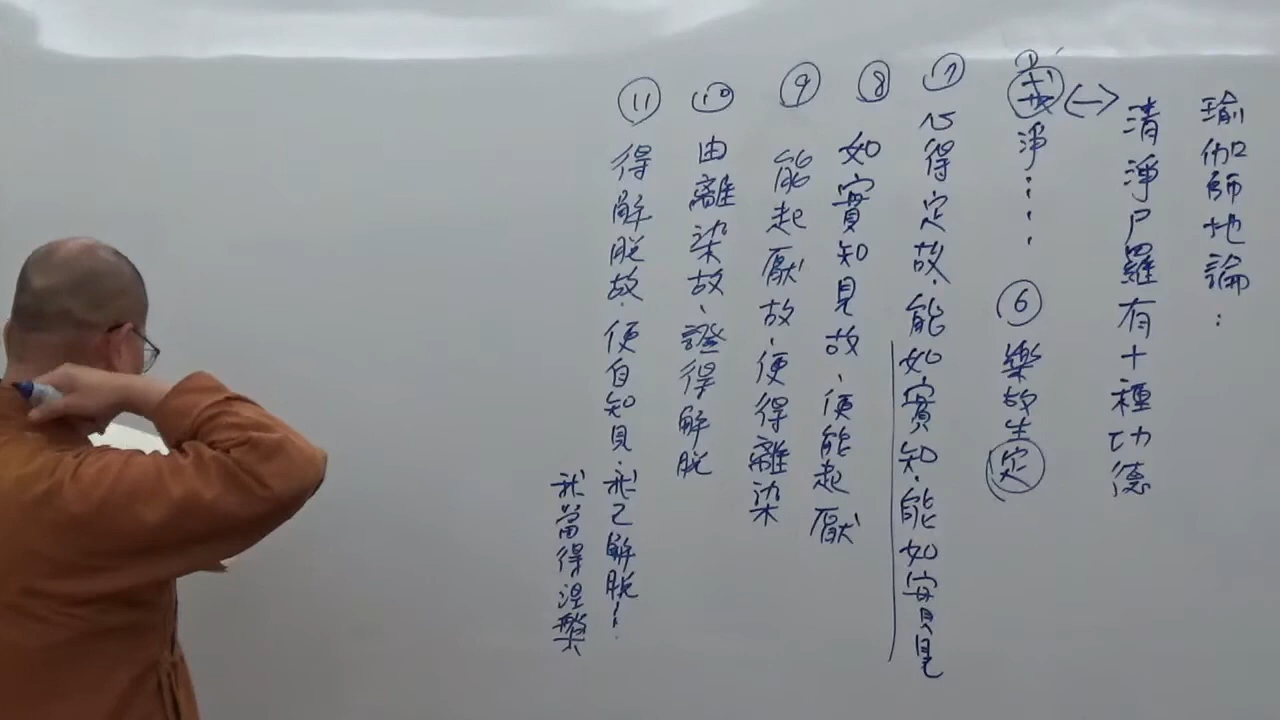 瑜伽師地論：
清淨尸羅有十種功德
① 戒淨…… ⑥ 樂故生定
⑦ 心得定故、能如實知、能如實見
⑧ 如實知見故、便能起厭
⑨ 能起厭故、便得離染
⑩ 由離染故、證得解脫
⑪ 得解脫故、便自知見、我已解脫！
我當得涅槃